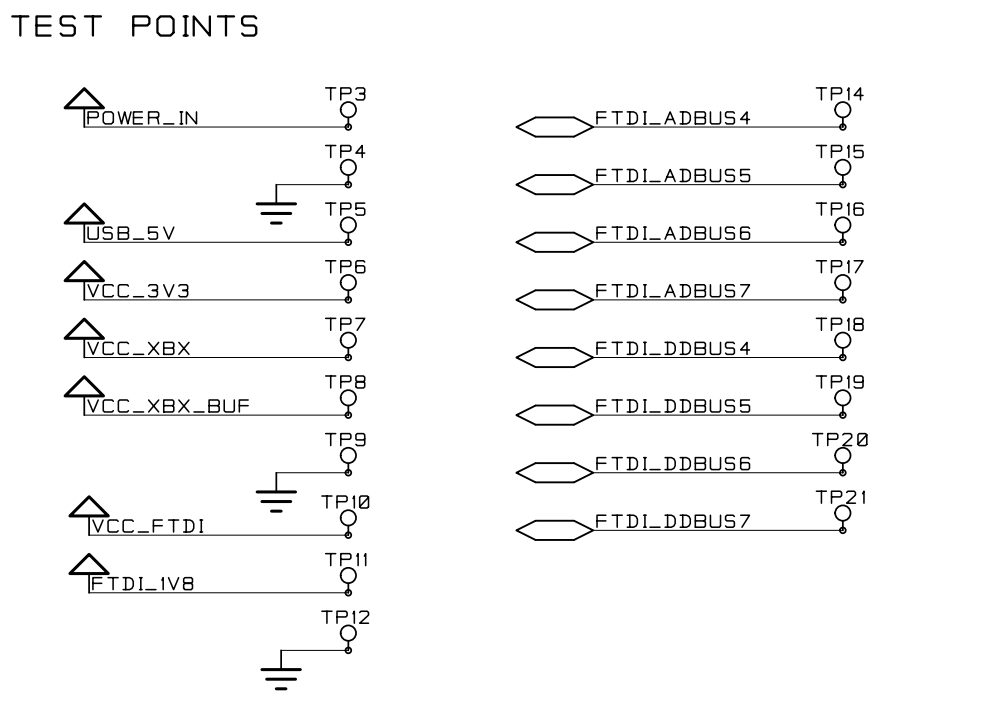 TEST POINTS
TP3
POWER_IN
TP4
TP5
USB_5V
TP6
VCC_3V3
TP7
VCC_XBX
TP8
VCC_XBX_BUF
TP9
TP10
VCC_FTDI
TP11
FTDI_1V8
TP12
TP14
FTDI_ADBUS4
TP15
FTDI_ADBUS5
TP16
FTDI_ADBUS6
TP17
FTDI_ADBUS7
TP18
FTDI_DDBUS4
TP19
FTDI_DDBUS5
TP20
FTDI_DDBUS6
TP21
FTDI_DDBUS7